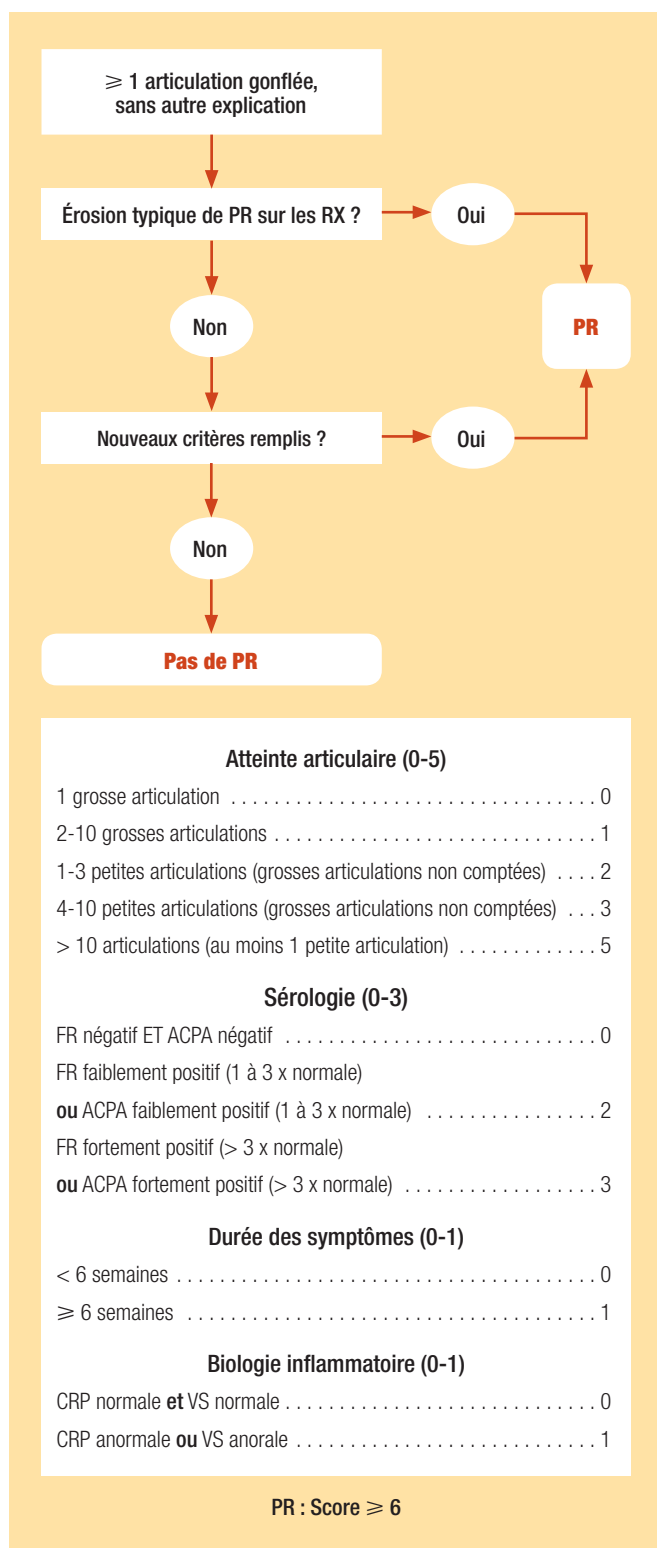 ⩾ 1 articulation gonflée,
sans autre explication
Érosion typique de PR sur les RX ?
Oui
Non
PR
Nouveaux critères remplis ?
Oui
Non
Pas de PR
Atteinte articulaire (0-5)
1 grosse articulation . . . . . . . . . . . . . . . . . . . . . . . . . . . . . . . . . . 0
2-10 grosses articulations . . . . . . . . . . . . . . . . . . . . . . . . . . . . . . 1
1-3 petites articulations (grosses articulations non comptées) . . . . 2
4-10 petites articulations (grosses articulations non comptées) . . . 3
> 10 articulations (au moins 1 petite articulation) . . . . . . . . . . . . . 5
Sérologie (0-3)
FR négatif ET ACPA négatif . . . . . . . . . . . . . . . . . . . . . . . . . . . . . 0
FR faiblement positif (1 à 3 x normale)
ou ACPA faiblement positif (1 à 3 x normale) . . . . . . . . . . . . . . . . 2
FR fortement positif (> 3 x normale)
ou ACPA fortement positif (> 3 x normale) . . . . . . . . . . . . . . . . . . 3
Durée des symptômes (0-1)
< 6 semaines . . . . . . . . . . . . . . . . . . . . . . . . . . . . . . . . . . . . . . . 0
⩾ 6 semaines . . . . . . . . . . . . . . . . . . . . . . . . . . . . . . . . . . . . . . 1
Biologie inflammatoire (0-1)
CRP normale et VS normale . . . . . . . . . . . . . . . . . . . . . . . . . . . . . 0
CRP anormale ou VS anorale . . . . . . . . . . . . . . . . . . . . . . . . . . . . 1
PR : Score ⩾ 6